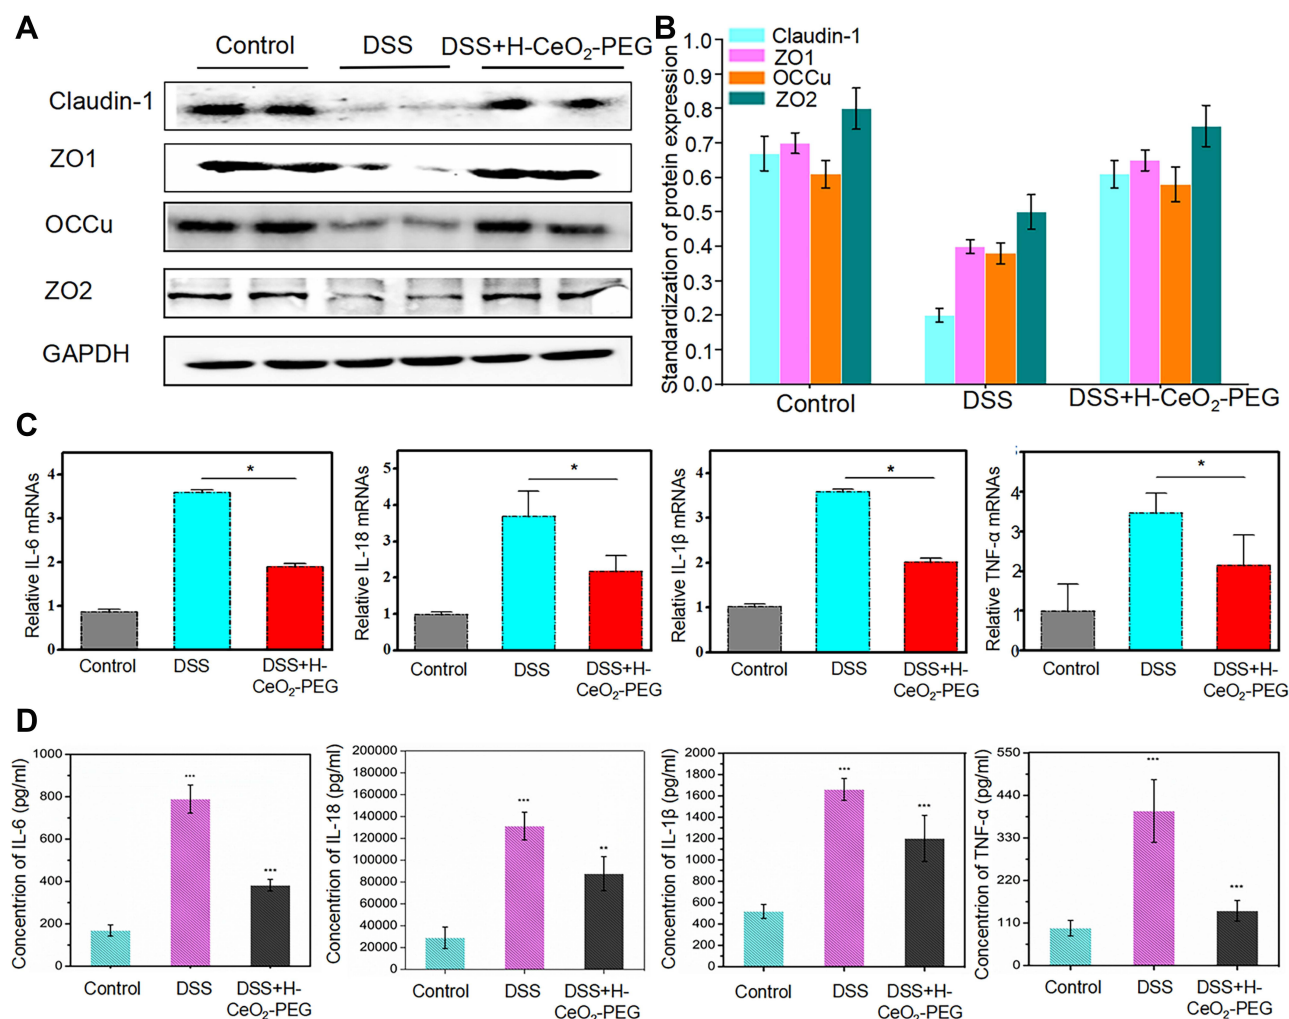 A
Control DSS DSS+H-CeO₂-PEG
Claudin-1
ZO1
OCCu
ZO2
GAPDH
B
Standardization of protein expression
1.0
0.9
0.8
0.7
0.6
0.5
0.4
0.3
0.2
0.1
0.0
Claudin-1
ZO1
OCCu
ZO2
Control DSS DSS+H-CeO₂-PEG
C
Relative IL-6 mRNAs
4
3
2
1
0
*
Control DSS DSS+H-
CeO₂-PEG
Relative IL-18 mRNAs
5
4
3
2
1
0
*
Control DSS DSS+H-
CeO₂-PEG
Relative IL-1β mRNAs
4
3
2
1
0
*
Control DSS DSS+H-
CeO₂-PEG
Relative TNF-α mRNAs
4
3
2
1
0
*
Control DSS DSS+H-
CeO₂-PEG
D
Concentrion of IL-6 (pg/ml)
1000
800
600
400
200
0
***
***
Control DSS DSS+H-
CeO₂-PEG
Concentrion of IL-18 (pg/ml)
200000
180000
160000
140000
120000
100000
80000
60000
40000
20000
0
***
**
Control DSS DSS+H-
CeO₂-PEG
Concentrion of IL-1β (pg/ml)
2000
1800
1600
1400
1200
1000
800
600
400
200
0
***
***
Control DSS DSS+H-
CeO₂-PEG
Concentrion of TNF-α (pg/ml)
550
440
330
220
110
0
***
***
Control DSS DSS+H-
CeO₂-PEG